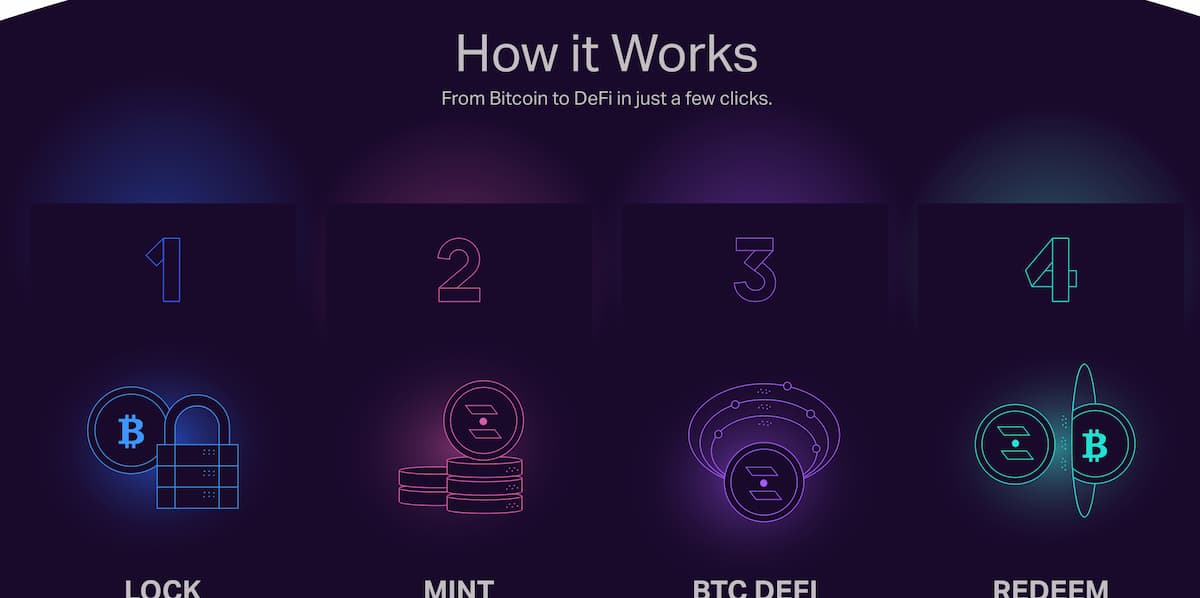 How it Works
From Bitcoin to DeFi in just a few clicks.
1
2
3
4
LOCK
MINT
BTC DEFI
REDEEM